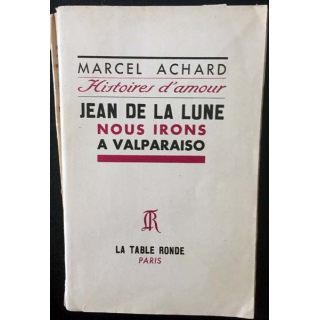 MARCEL ACHARD
Histoires d'amour
JEAN DE LA LUNE
NOUS IRONS
A VALPARAISO
TR
LA TABLE RONDE
PARIS